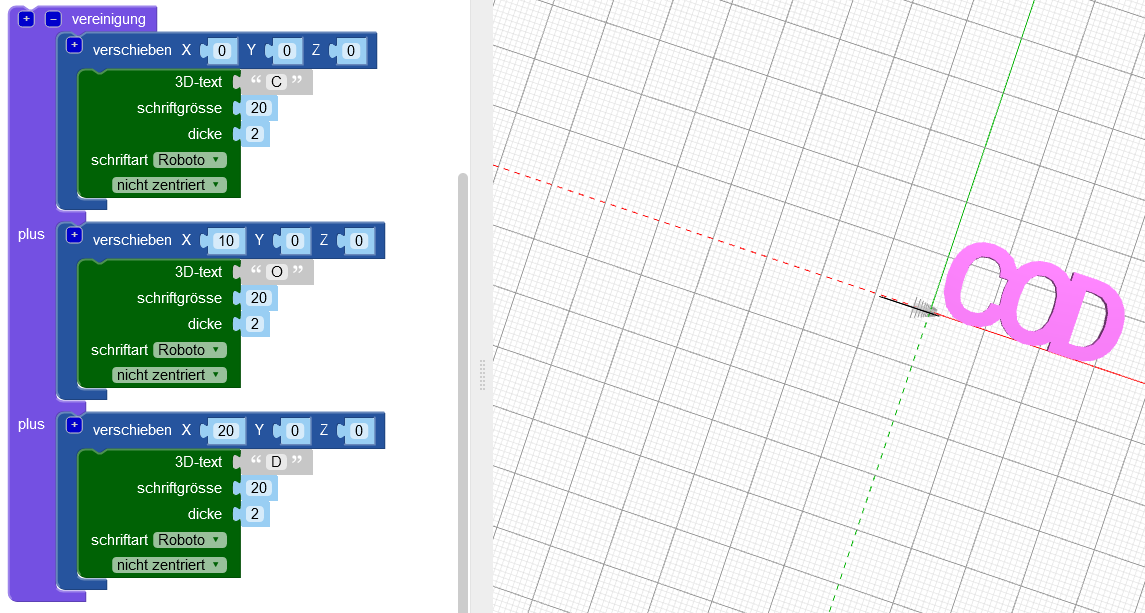 + − vereinigung
+ verschieben X 0 Y 0 Z 0
3D-text “ C ”
schriftgrösse 20
dicke 2
schriftart Roboto ▼
nicht zentriert ▼
plus + verschieben X 10 Y 0 Z 0
3D-text “ O ”
schriftgrösse 20
dicke 2
schriftart Roboto ▼
nicht zentriert ▼
plus + verschieben X 20 Y 0 Z 0
3D-text “ D ”
schriftgrösse 20
dicke 2
schriftart Roboto ▼
nicht zentriert ▼
COD